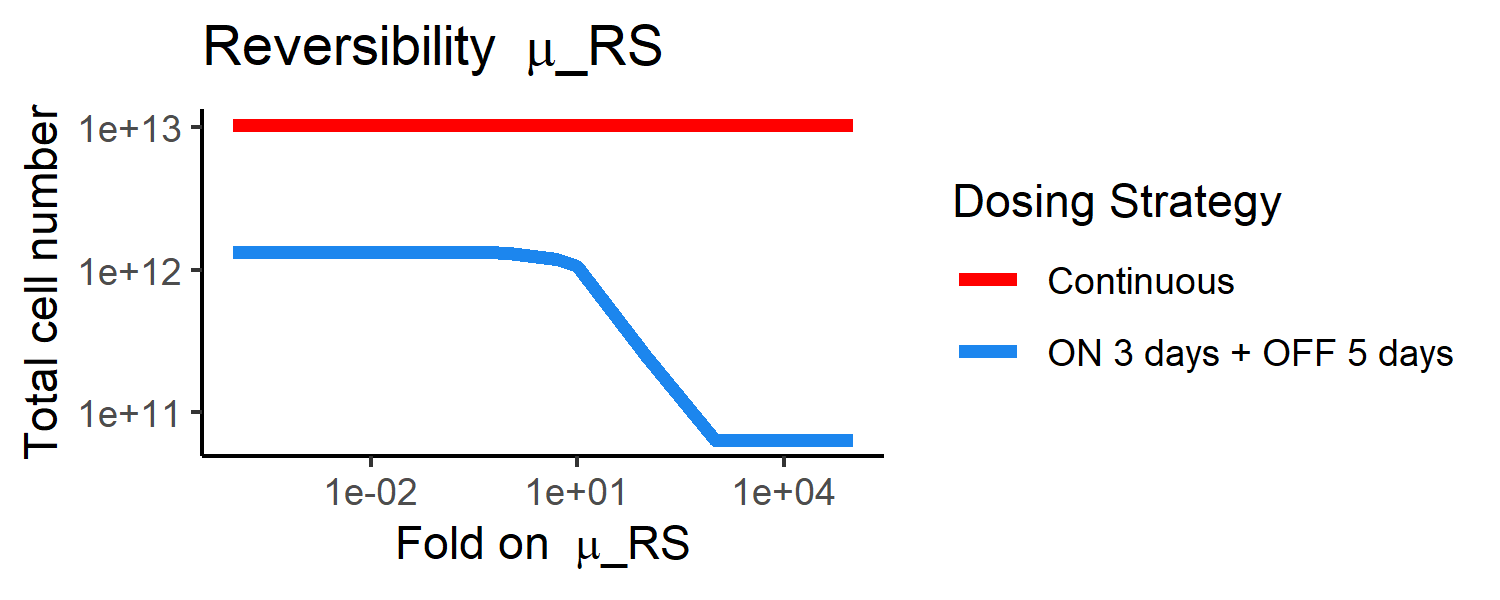 Reversibility μ_RS
Total cell number
1e+13
1e+12
1e+11
1e-02 1e+01 1e+04
Fold on μ_RS
Dosing Strategy
Continuous
ON 3 days + OFF 5 days